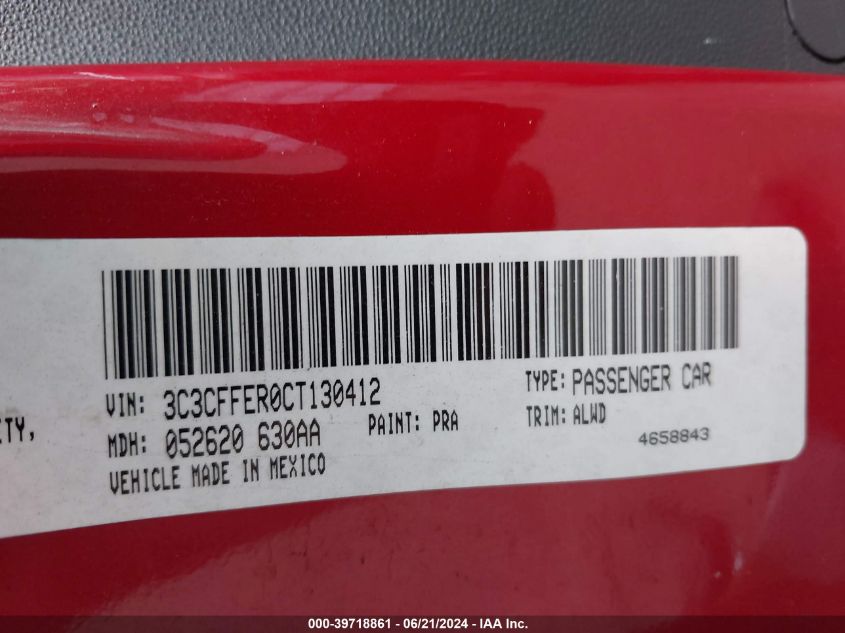 VIN: 3C3CFFER0CT130412 TYPE: PASSENGER CAR
ETY, MDH: 052620 630AA PAINT: PRA TRIM: ALWD
VEHICLE MADE IN MEXICO 4658843
000-39718861 - 06/21/2024 - IAA Inc.